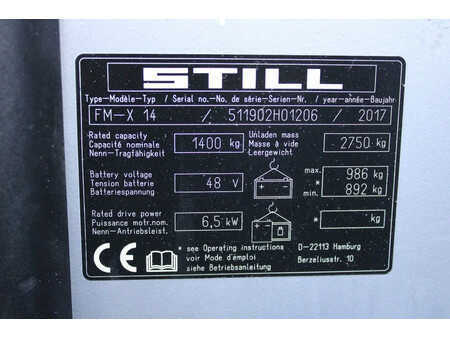 STILL
Type-Modèle-Typ / Serial no.-No. de série-Serien-Nr. / year-année-Baujahr
FM-X 14 / 511902H01206 / 2017
Rated capacity
Capacité nominale
Nenn-Tragfähigkeit
1400 kg
Unladen mass
Masse à vide
Leergewicht
2750 kg
Battery voltage
Tension batterie
Batteriespannung
48 V
max. 986 kg
* min. 892 kg
Rated drive power
Puissance motr.nom.
Nenn-Antriebsleist.
6,5 kW
* * kg
* see Operating instructions
voir Mode d'emploi
siehe Betriebsanleitung
D-22113 Hamburg
Berzeliusstr. 10
CE